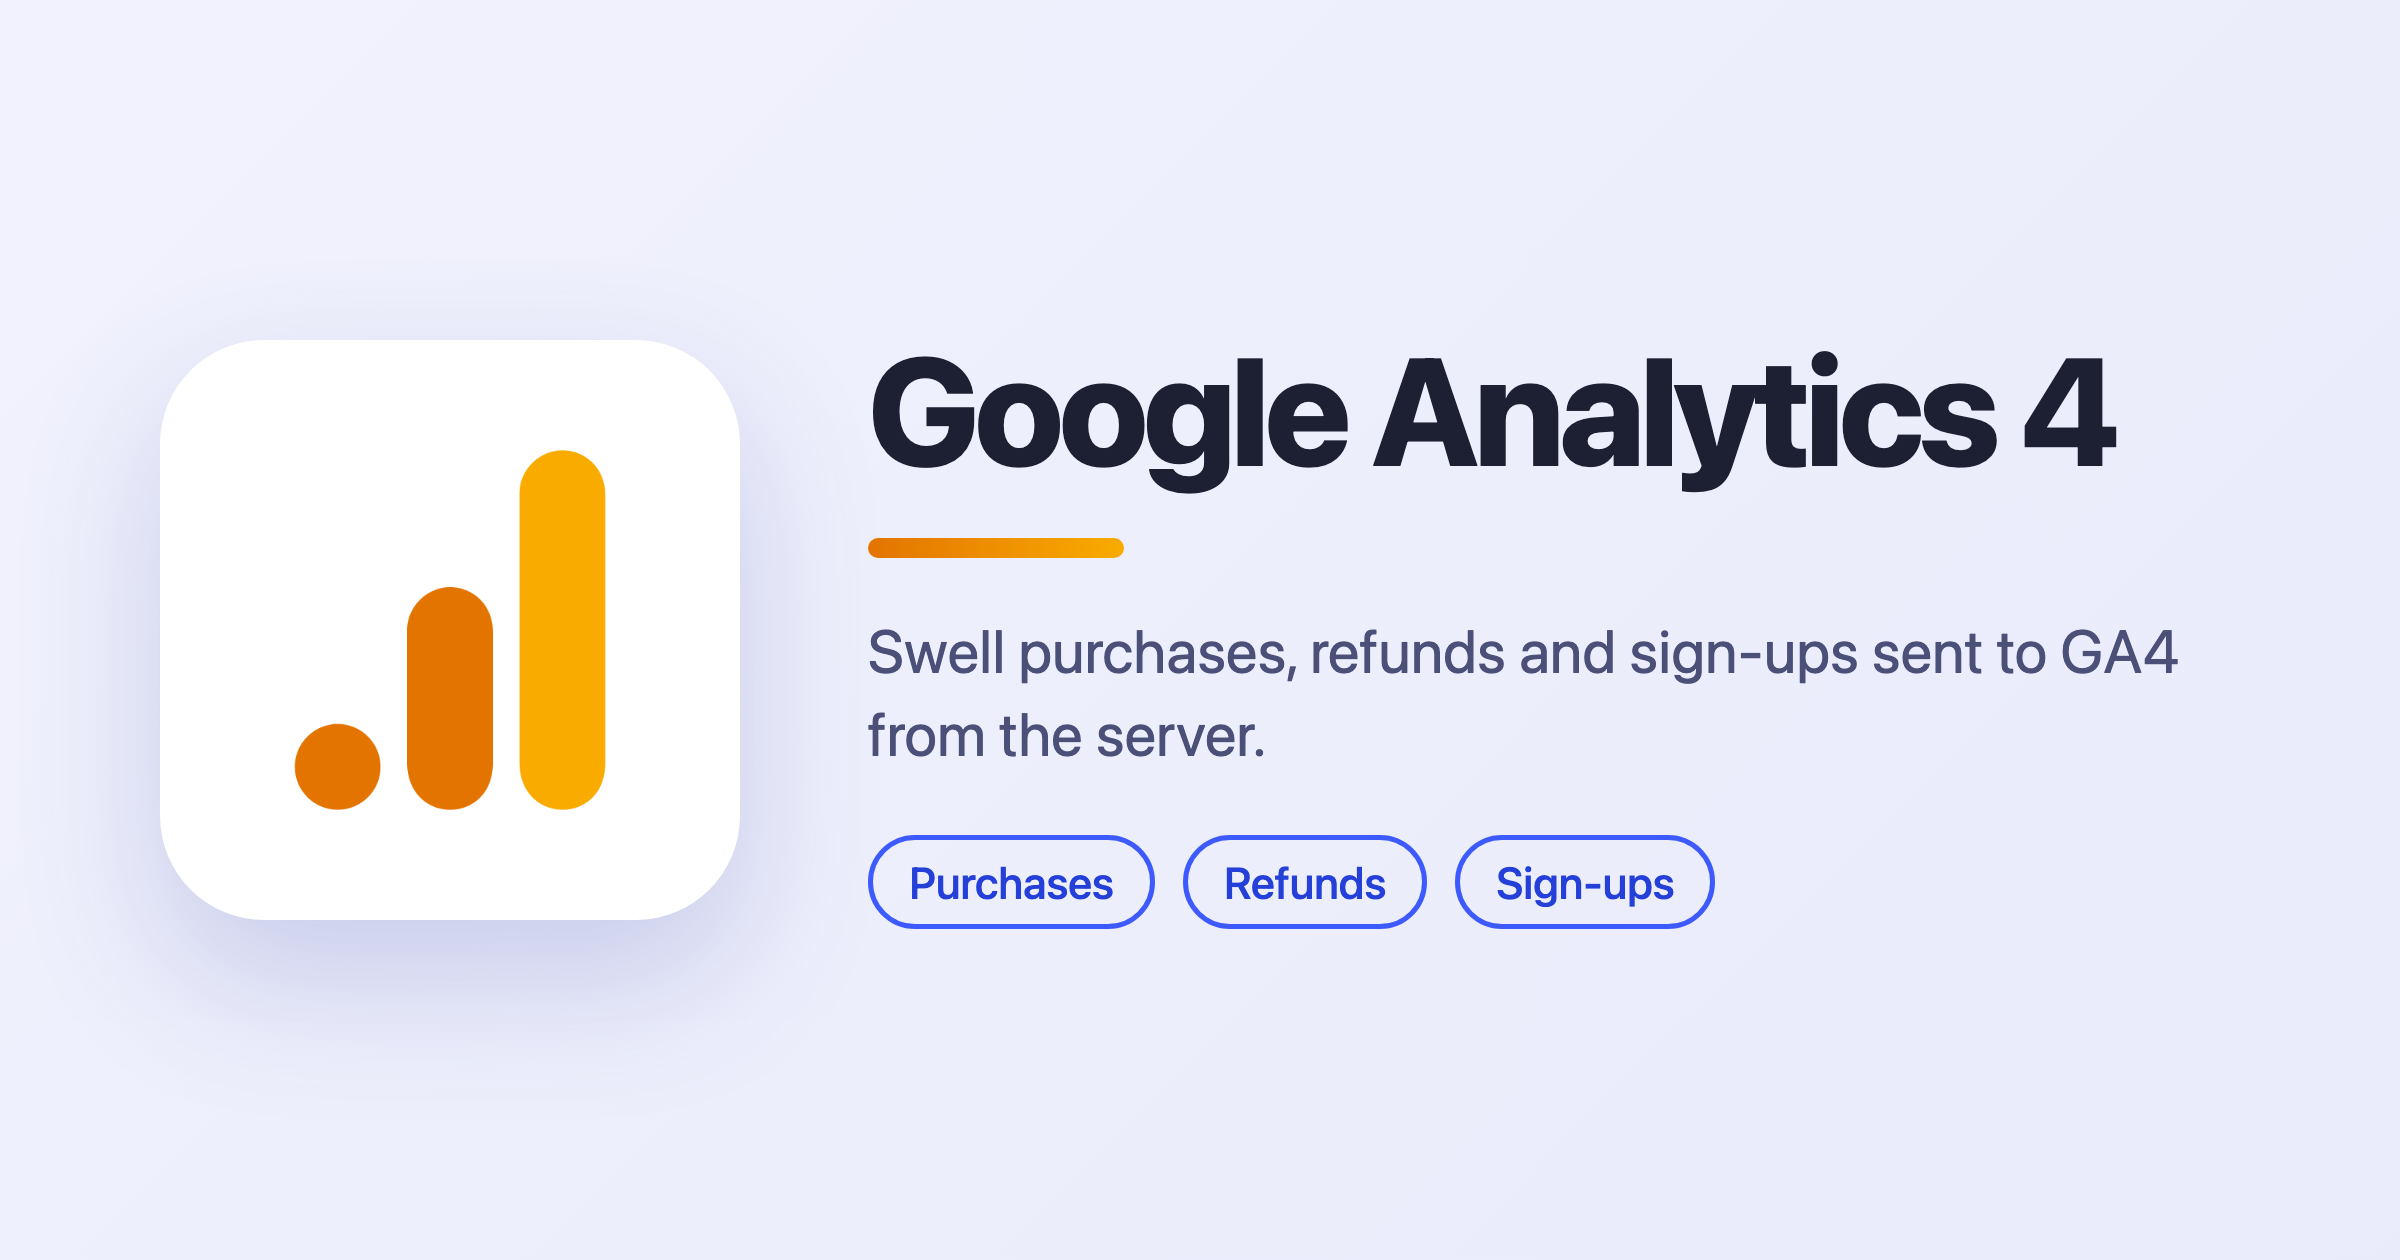 Google Analytics 4
Swell purchases, refunds and sign-ups sent to GA4
from the server.
Purchases
Refunds
Sign-ups